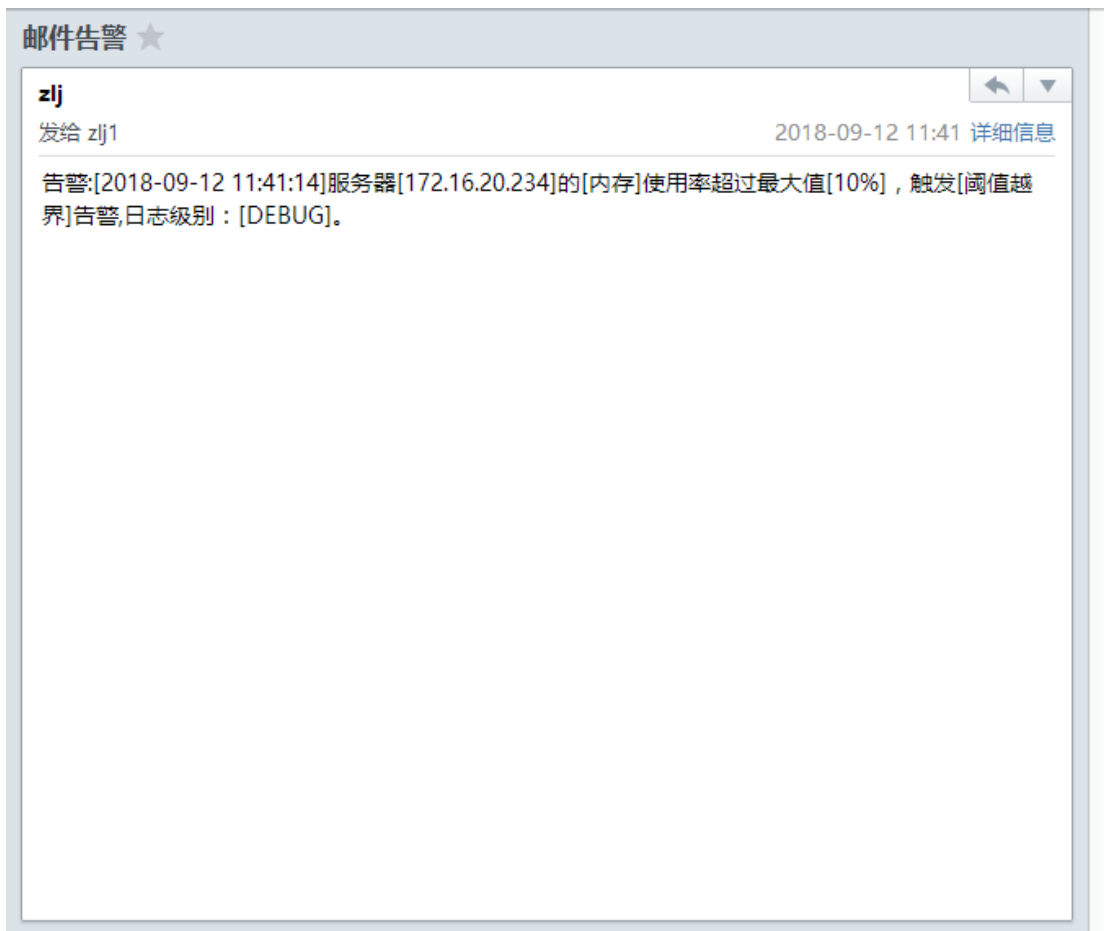 邮件告警
zlj
发给 zlj1
2018-09-12 11:41 详细信息
告警:[2018-09-12 11:41:14]服务器[172.16.20.234]的[内存]使用率超过最大值[10%]，触发[阈值越
界]告警,日志级别：[DEBUG]。